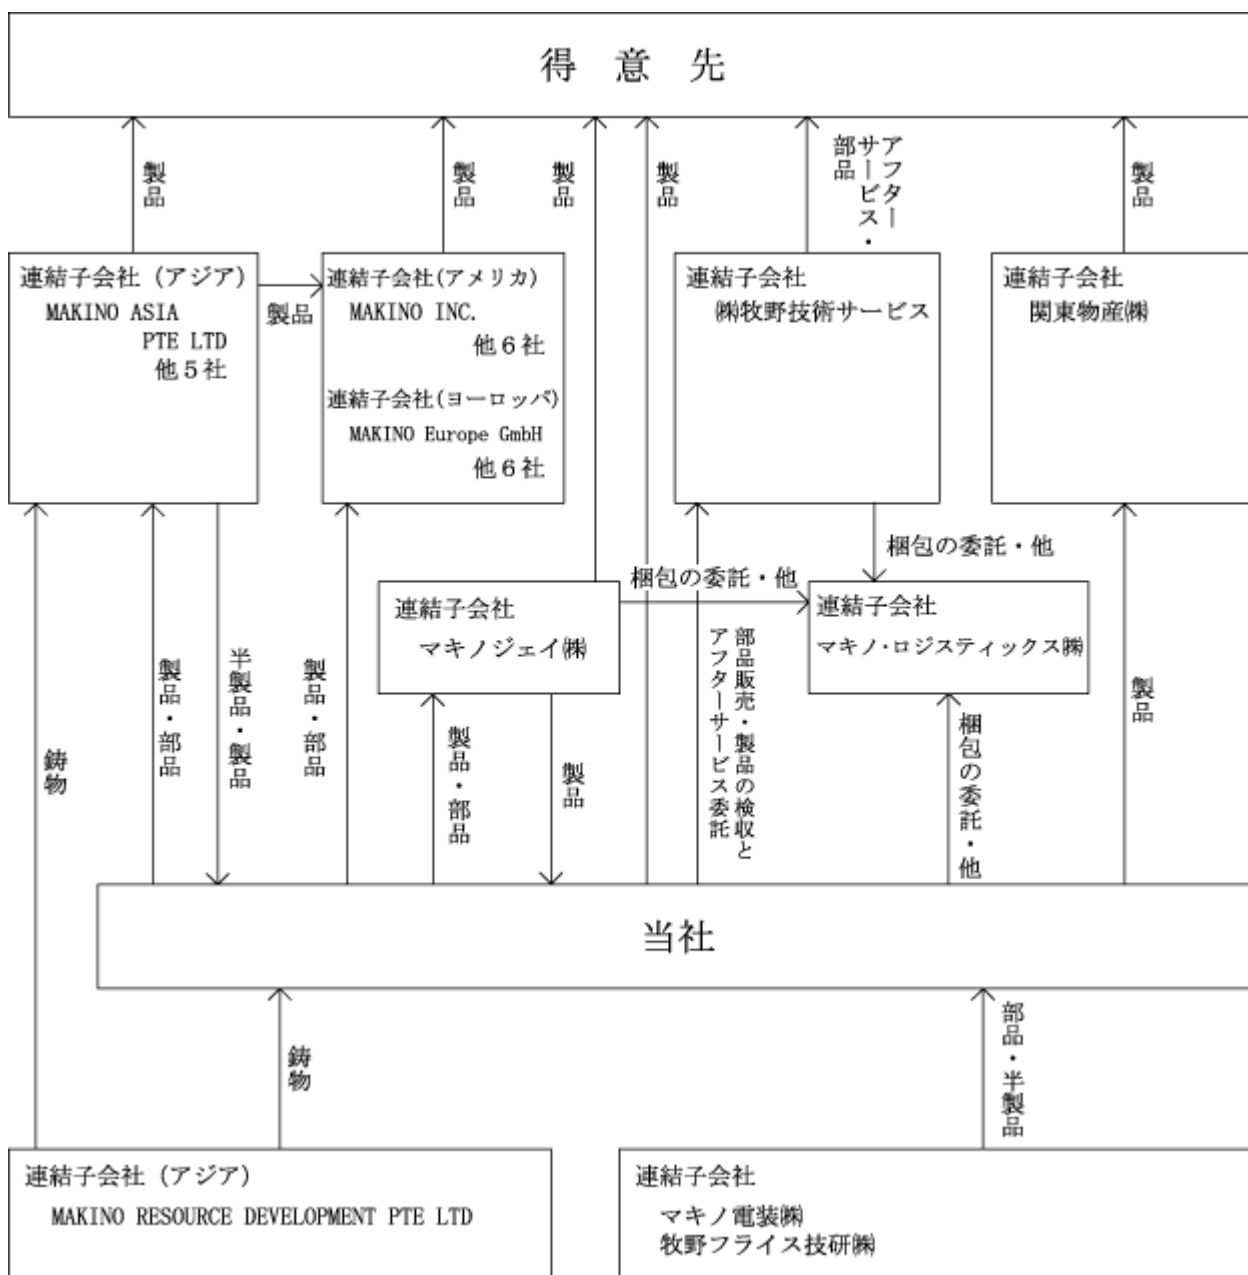 得意先
製品
製品
製品
製品
アフター
サービス・
部品
製品
連結子会社（アジア）
MAKINO ASIA
PTE LTD
他５社
製品
連結子会社(アメリカ)
MAKINO INC.
他６社
連結子会社(ヨーロッパ)
MAKINO Europe GmbH
他６社
連結子会社
㈱牧野技術サービス
連結子会社
関東物産㈱
梱包の委託・他
梱包の委託・他
連結子会社
マキノジェイ㈱
連結子会社
マキノ・ロジスティックス㈱
鋳物
製品・部品
半製品・製品
製品・部品
製品・部品
製品
部品販売・製品の検収と
アフターサービス委託
梱包の委託・他
製品
当社
鋳物
部品・半製品
連結子会社（アジア）
MAKINO RESOURCE DEVELOPMENT PTE LTD
連結子会社
マキノ電装㈱
牧野フライス技研㈱